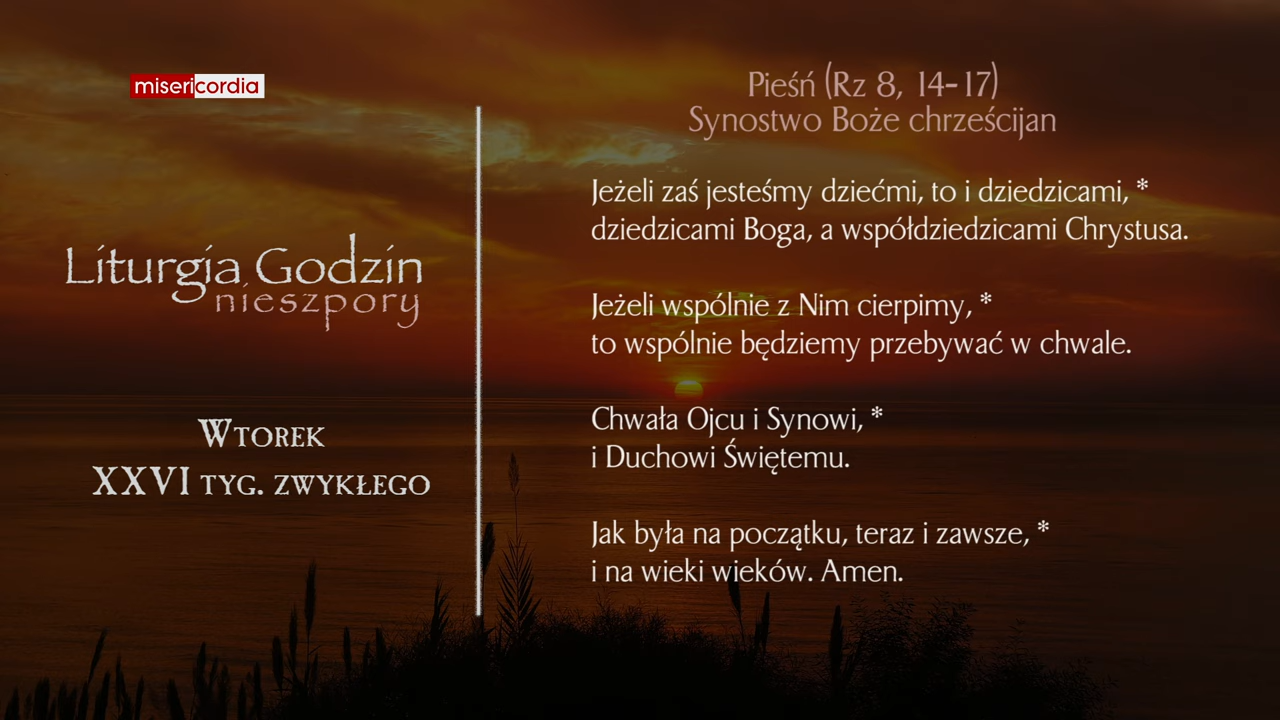 misericordia
Liturgia Godzin
nieszpory
Wtorek
XXVI tyg. zwykłego
Pieśń (Rz 8, 14-17)
Synostwo Boże chrześcijan
Jeżeli zaś jesteśmy dziećmi, to i dziedzicami, *
dziedzicami Boga, a współdziedzicami Chrystusa.
Jeżeli wspólnie z Nim cierpimy, *
to wspólnie będziemy przebywać w chwale.
Chwała Ojcu i Synowi, *
i Duchowi Świętemu.
Jak była na początku, teraz i zawsze, *
i na wieki wieków. Amen.